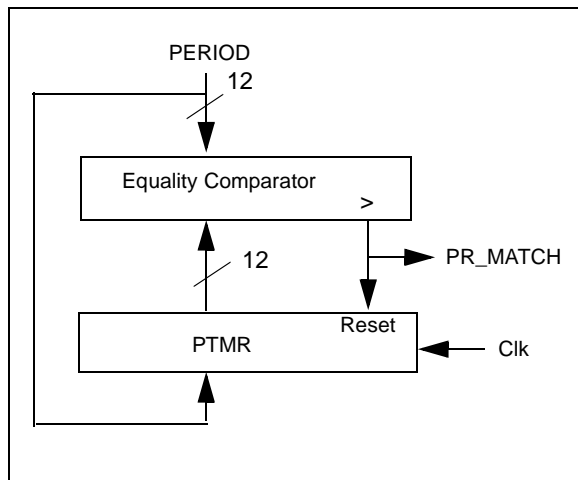 PERIOD
12
Equality Comparator
>
12
PR_MATCH
Reset
PTMR
Clk